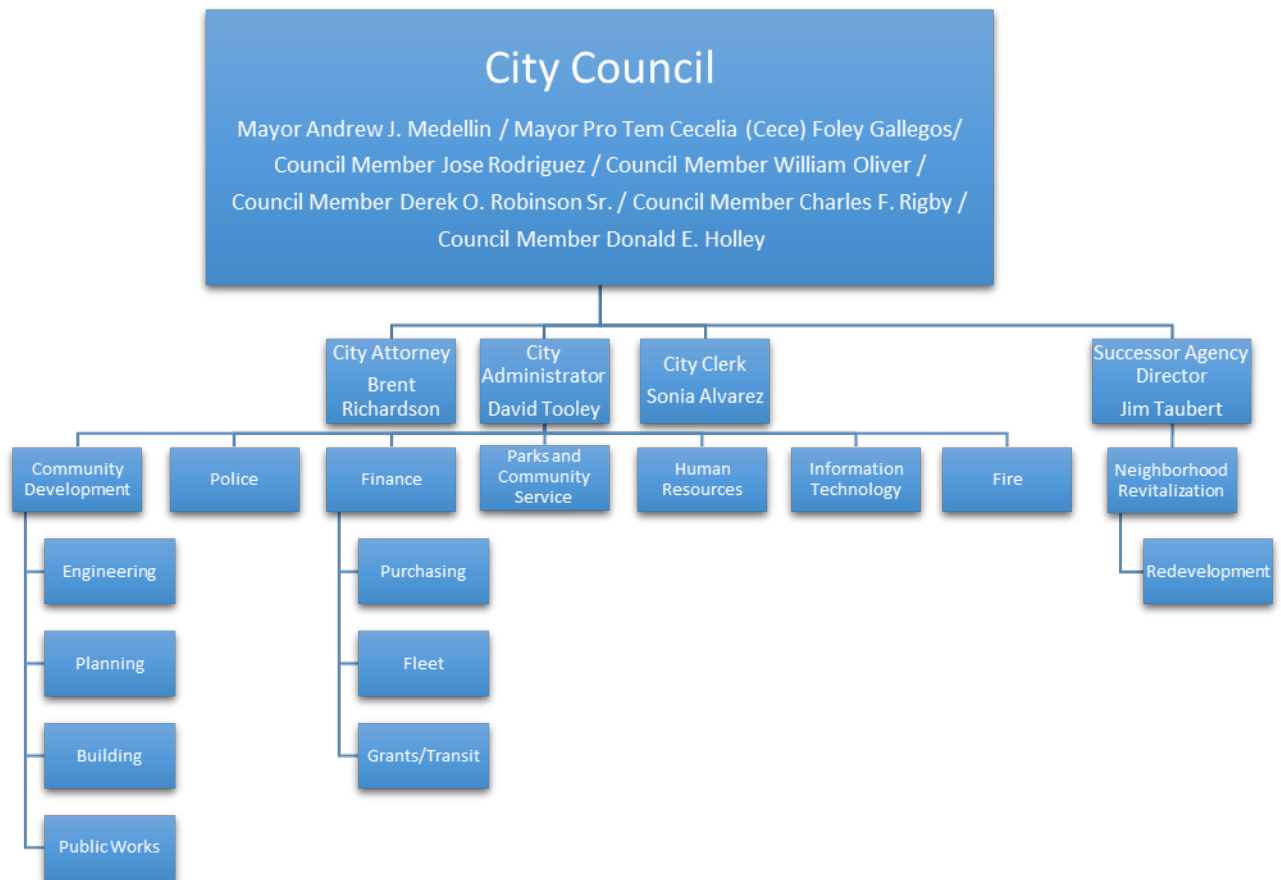 City Council
Mayor Andrew J. Medellin / Mayor Pro Tem Cecelia (Cece) Foley Gallegos/
Council Member Jose Rodriguez / Council Member William Oliver /
Council Member Derek O. Robinson Sr. / Council Member Charles F. Rigby /
Council Member Donald E. Holley
City Attorney
Brent
Richardson
City
Administrator
David Tooley
City Clerk
Sonia Alvarez
Successor Agency
Director
Jim Taubert
Community
Development
Police
Finance
Parks and
Community
Service
Human
Resources
Information
Technology
Fire
Neighborhood
Revitalization
Engineering
Planning
Building
Public Works
Purchasing
Fleet
Grants/Transit
Redevelopment